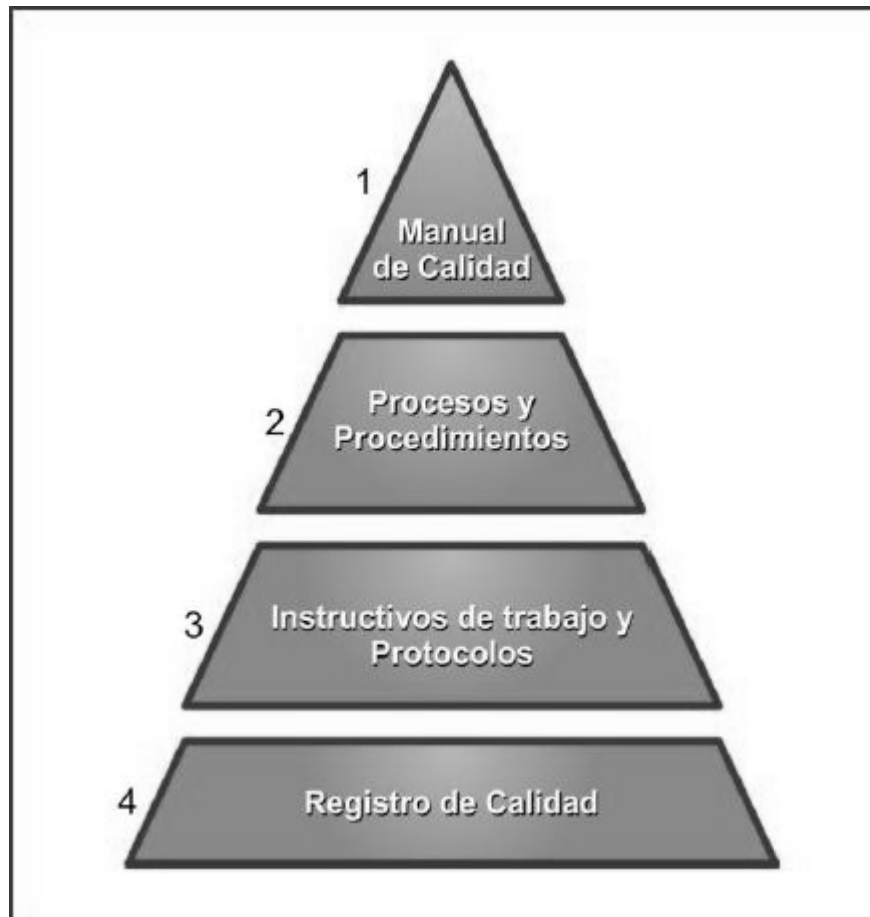 1
Manual
de Calidad
2
Procesos y
Procedimientos
3
Instructivos de trabajo y
Protocolos
4
Registro de Calidad